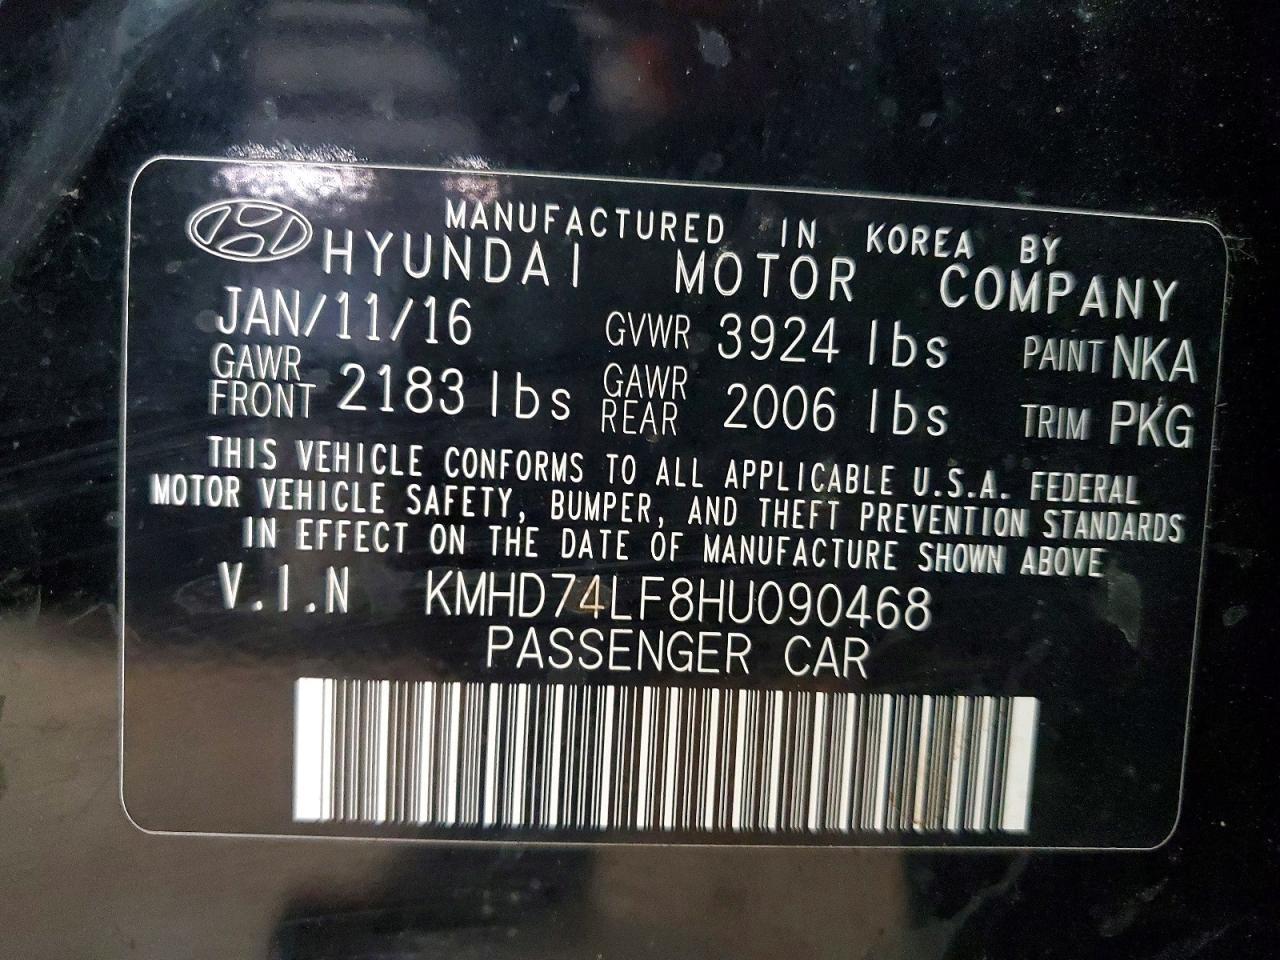 MANUFACTURED IN KOREA BY
HYUNDAI MOTOR COMPANY
JAN/11/16 GVWR 3924 lbs PAINT NKA
GAWR FRONT 2183 lbs GAWR REAR 2006 lbs TRIM PKG
THIS VEHICLE CONFORMS TO ALL APPLICABLE U.S.A. FEDERAL
MOTOR VEHICLE SAFETY, BUMPER, AND THEFT PREVENTION STANDARDS
IN EFFECT ON THE DATE OF MANUFACTURE SHOWN ABOVE
V.I.N KMHD74LF8HU090468
PASSENGER CAR